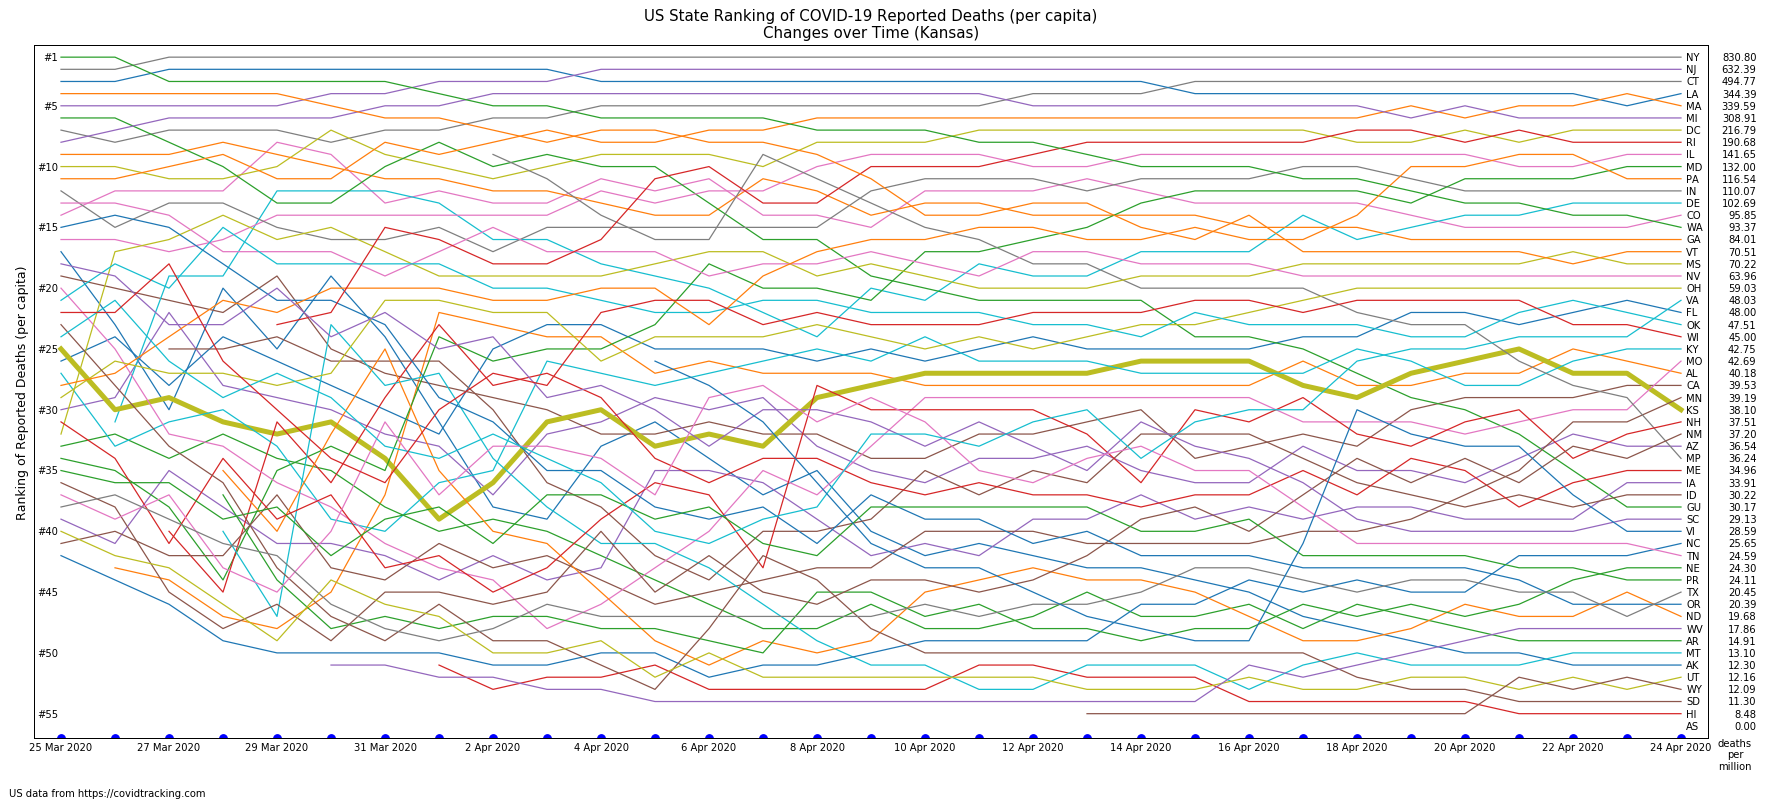 US State Ranking of COVID-19 Reported Deaths (per capita)
Changes over Time (Kansas)
Ranking of Reported Deaths (per capita)
#1
#5
#10
#15
#20
#25
#30
#35
#40
#45
#50
#55
NY 830.80
NJ 632.39
CT 494.77
LA 344.39
MA 339.59
MI 308.91
DC 216.79
RI 190.68
IL 141.65
MD 132.00
PA 116.54
IN 110.07
DE 102.69
CO 95.85
WA 93.37
GA 84.01
VT 70.51
MS 70.22
NV 63.96
OH 59.03
VA 48.03
FL 48.00
OK 47.51
WI 45.00
KY 42.75
MO 42.69
AL 40.18
CA 39.53
MN 39.19
KS 38.10
NH 37.51
NM 37.20
AZ 36.54
MP 36.24
ME 34.96
IA 33.91
ID 30.22
GU 30.17
SC 29.13
VI 28.59
NC 25.65
TN 24.59
NE 24.30
PR 24.11
TX 20.45
OR 20.39
ND 19.68
WV 17.86
AR 14.91
MT 13.10
AK 12.30
UT 12.16
WY 12.09
SD 11.30
HI 8.48
AS 0.00
25 Mar 2020 27 Mar 2020 29 Mar 2020 31 Mar 2020 2 Apr 2020 4 Apr 2020 6 Apr 2020 8 Apr 2020 10 Apr 2020 12 Apr 2020 14 Apr 2020 16 Apr 2020 18 Apr 2020 20 Apr 2020 22 Apr 2020 24 Apr 2020
deaths
per
million
US data from https://covidtracking.com